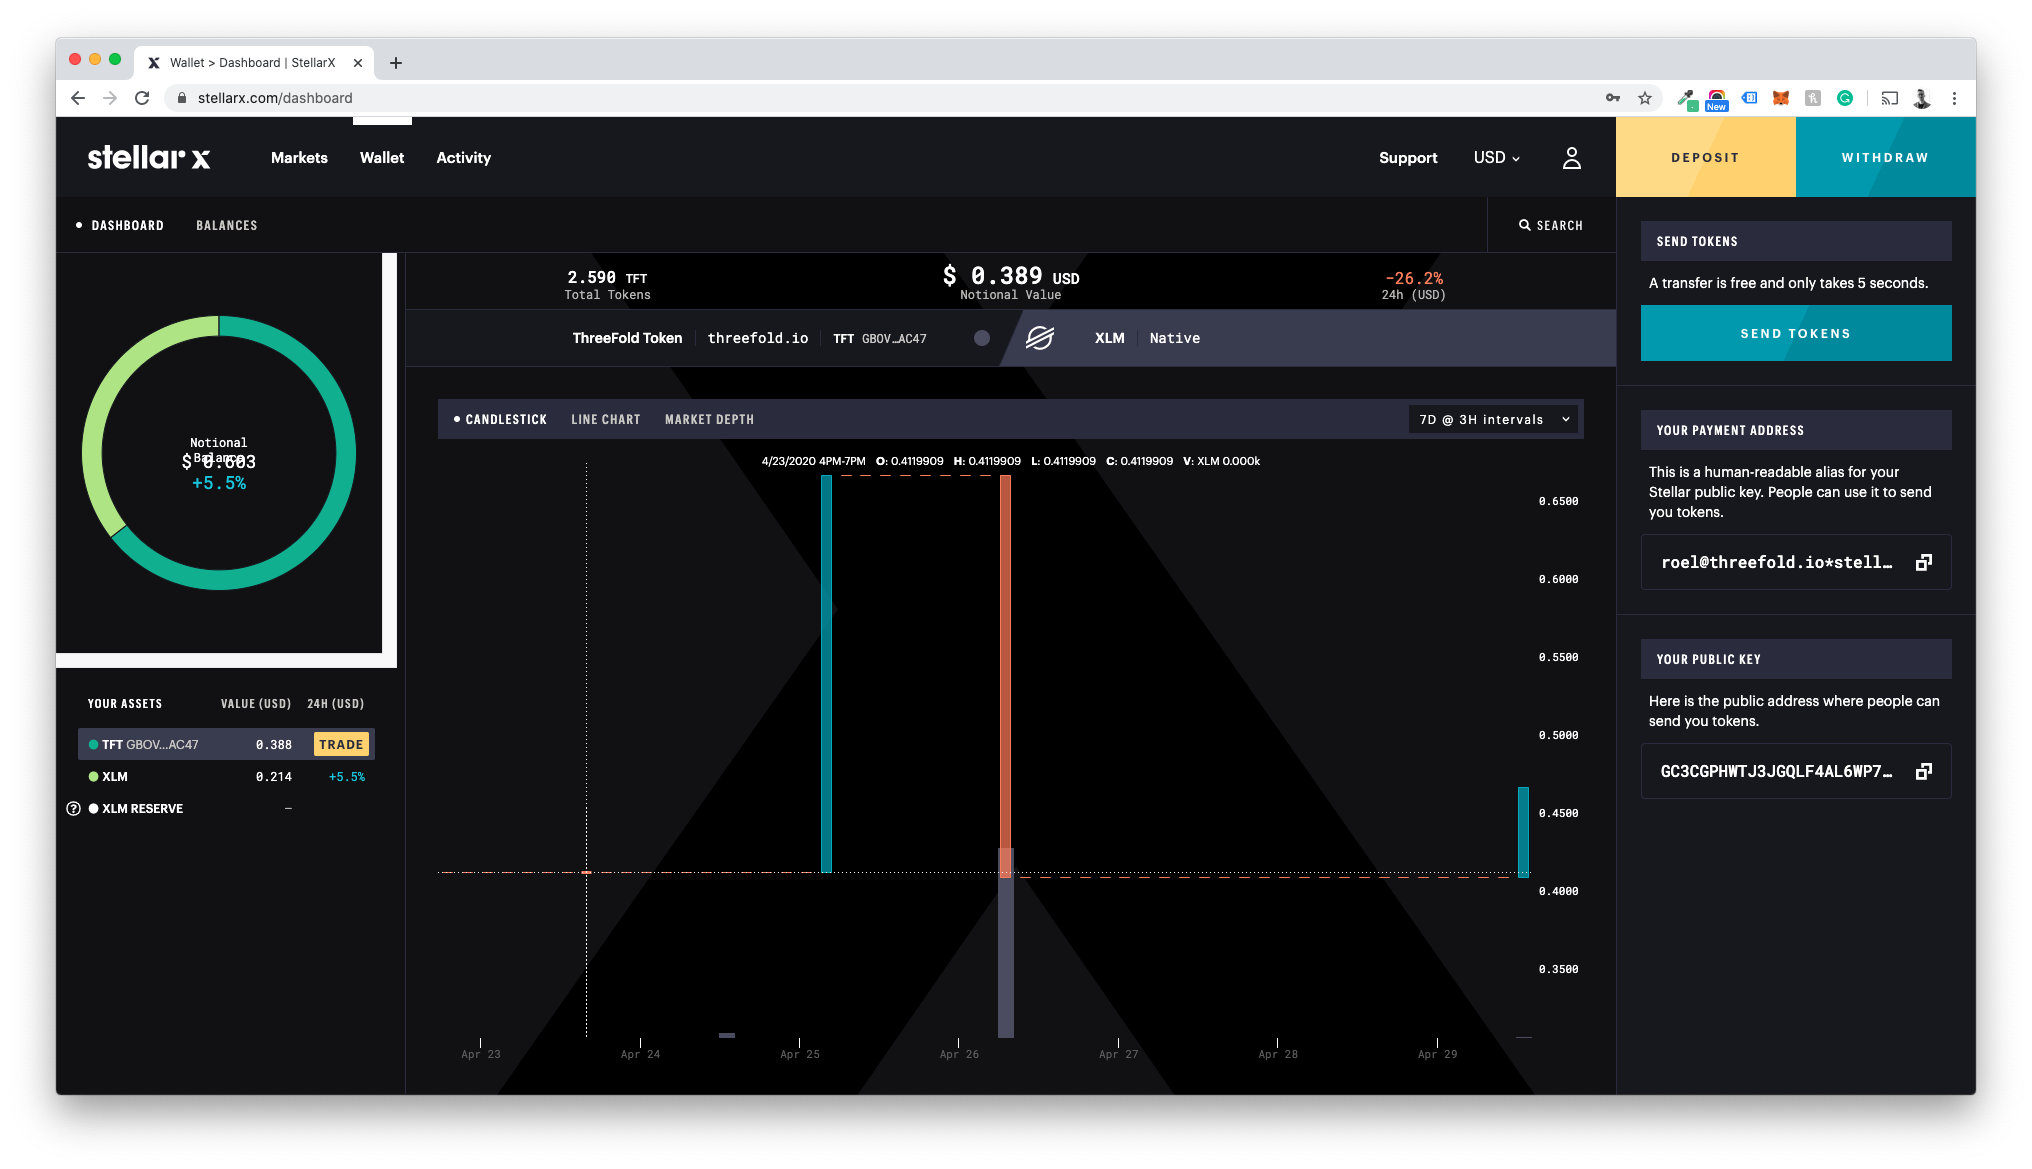 Wallet > Dashboard | StellarX
stellarx.com/dashboard
New
stellar x
Markets
Wallet
Activity
Support
USD
DEPOSIT
WITHDRAW
DASHBOARD
BALANCES
SEARCH
2.590 TFT
Total Tokens
$ 0.389 USD
Notional Value
-26.2%
24h (USD)
ThreeFold Token
threefold.io
TFT GBOV...AC47
XLM
Native
Notional
Balance
$ 0.603
+5.5%
YOUR ASSETS VALUE (USD) 24H (USD)
TFT GBOV...AC47 0.388 TRADE
XLM 0.214 +5.5%
? XLM RESERVE –
CANDLESTICK
LINE CHART
MARKET DEPTH
7D @ 3H intervals
4/23/2020 4PM-7PM O: 0.4119909 H: 0.4119909 L: 0.4119909 C: 0.4119909 V: XLM 0.000k
0.6500
0.6000
0.5500
0.5000
0.4500
0.4000
0.3500
Apr 23
Apr 24
Apr 25
Apr 26
Apr 27
Apr 28
Apr 29
SEND TOKENS
A transfer is free and only takes 5 seconds.
SEND TOKENS
YOUR PAYMENT ADDRESS
This is a human-readable alias for your
Stellar public key. People can use it to send
you tokens.
roel@threefold.io*stell...
YOUR PUBLIC KEY
Here is the public address where people can
send you tokens.
GC3CGPHWTJ3JGQLF4AL6WP7...